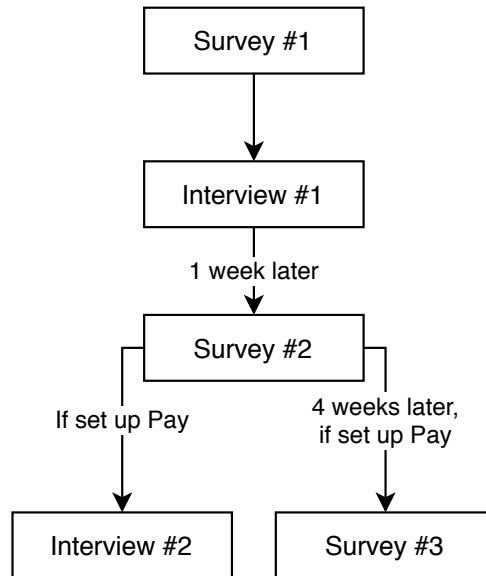 Survey #1
Interview #1
1 week later
Survey #2
If set up Pay
4 weeks later,
if set up Pay
Interview #2
Survey #3